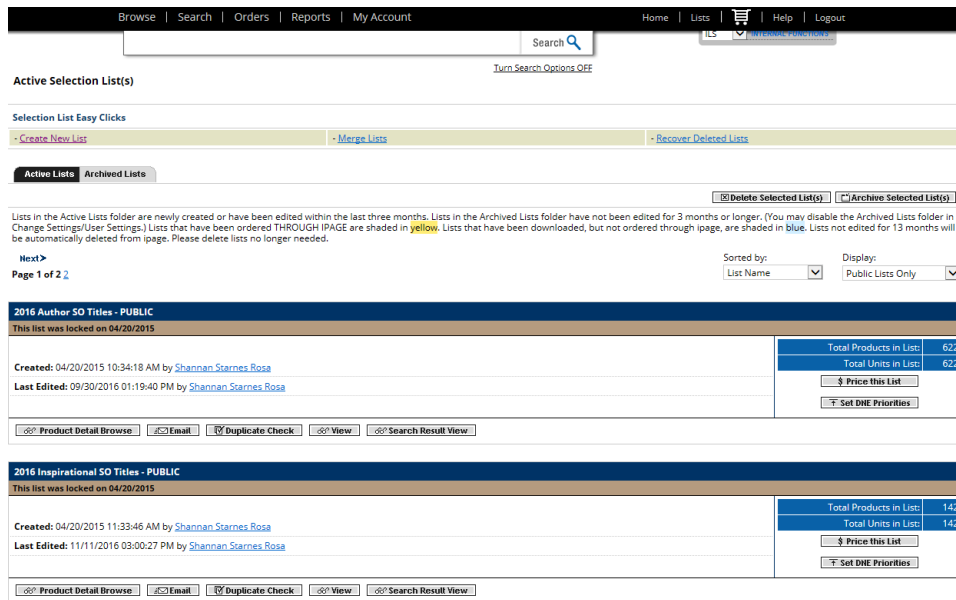 Browse | Search | Orders | Reports | My Account Home | Lists | | Help | Logout
ILS INTERNAL FUNCTIONS
Search
Turn Search Options OFF
Active Selection List(s)
Selection List Easy Clicks
- Create New List - Merge Lists - Recover Deleted Lists
Active Lists Archived Lists
Delete Selected List(s) Archive Selected List(s)
Lists in the Active Lists folder are newly created or have been edited within the last three months. Lists in the Archived Lists folder have not been edited for 3 months or longer. (You may disable the Archived Lists folder in
Change Settings/User Settings.) Lists that have been ordered THROUGH IPAGE are shaded in yellow. Lists that have been downloaded, but not ordered through ipage, are shaded in blue. Lists not edited for 13 months will
be automatically deleted from ipage. Please delete lists no longer needed.
Next> Sorted by: Display:
Page 1 of 2 2 List Name Public Lists Only
2016 Author SO Titles - PUBLIC
This list was locked on 04/20/2015
Total Products in List: 622
Total Units in List: 622
Created: 04/20/2015 10:34:18 AM by Shannan Starnes Rosa
$ Price this List
Last Edited: 09/30/2016 01:19:40 PM by Shannan Starnes Rosa
Set DNE Priorities
Product Detail Browse Email Duplicate Check View Search Result View
2016 Inspirational SO Titles - PUBLIC
This list was locked on 04/20/2015
Total Products in List: 142
Total Units in List: 142
Created: 04/20/2015 11:33:46 AM by Shannan Starnes Rosa
$ Price this List
Last Edited: 11/11/2016 03:00:27 PM by Shannan Starnes Rosa
Set DNE Priorities
Product Detail Browse Email Duplicate Check View Search Result View